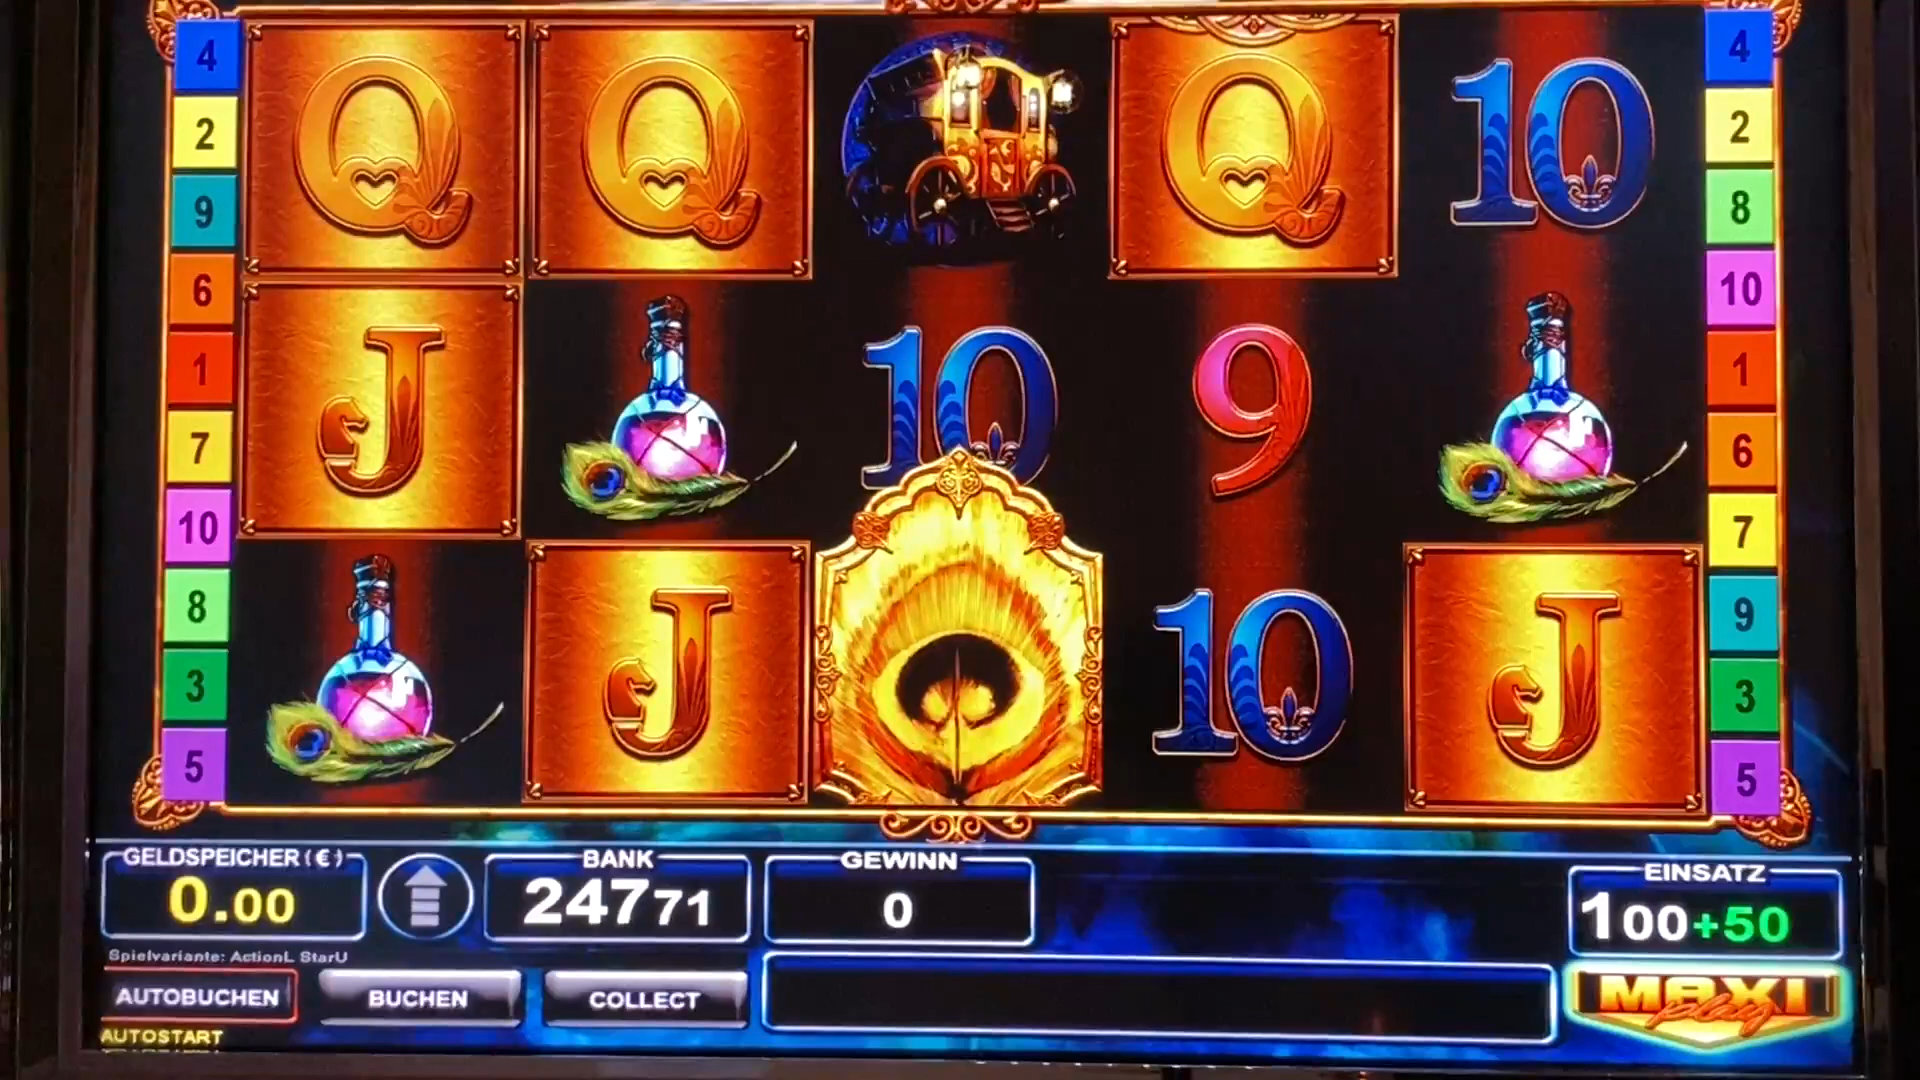 4 Q Q Q 10 4
2 2
9 8
6 10
1 J 10 9 1
7 6
10 7
8 J 10 J 9
3 3
5 5
GELDSPEICHER (€) BANK GEWINN EINSATZ
0.00 24771 0 100+50
Spielvariante: ActionL StarU
AUTOBUCHEN BUCHEN COLLECT MAXI play
AUTOSTART